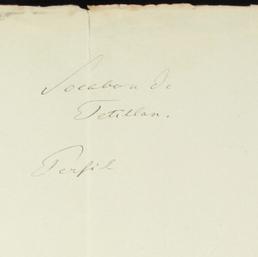 Socabon de
Tetillan.
Perfil